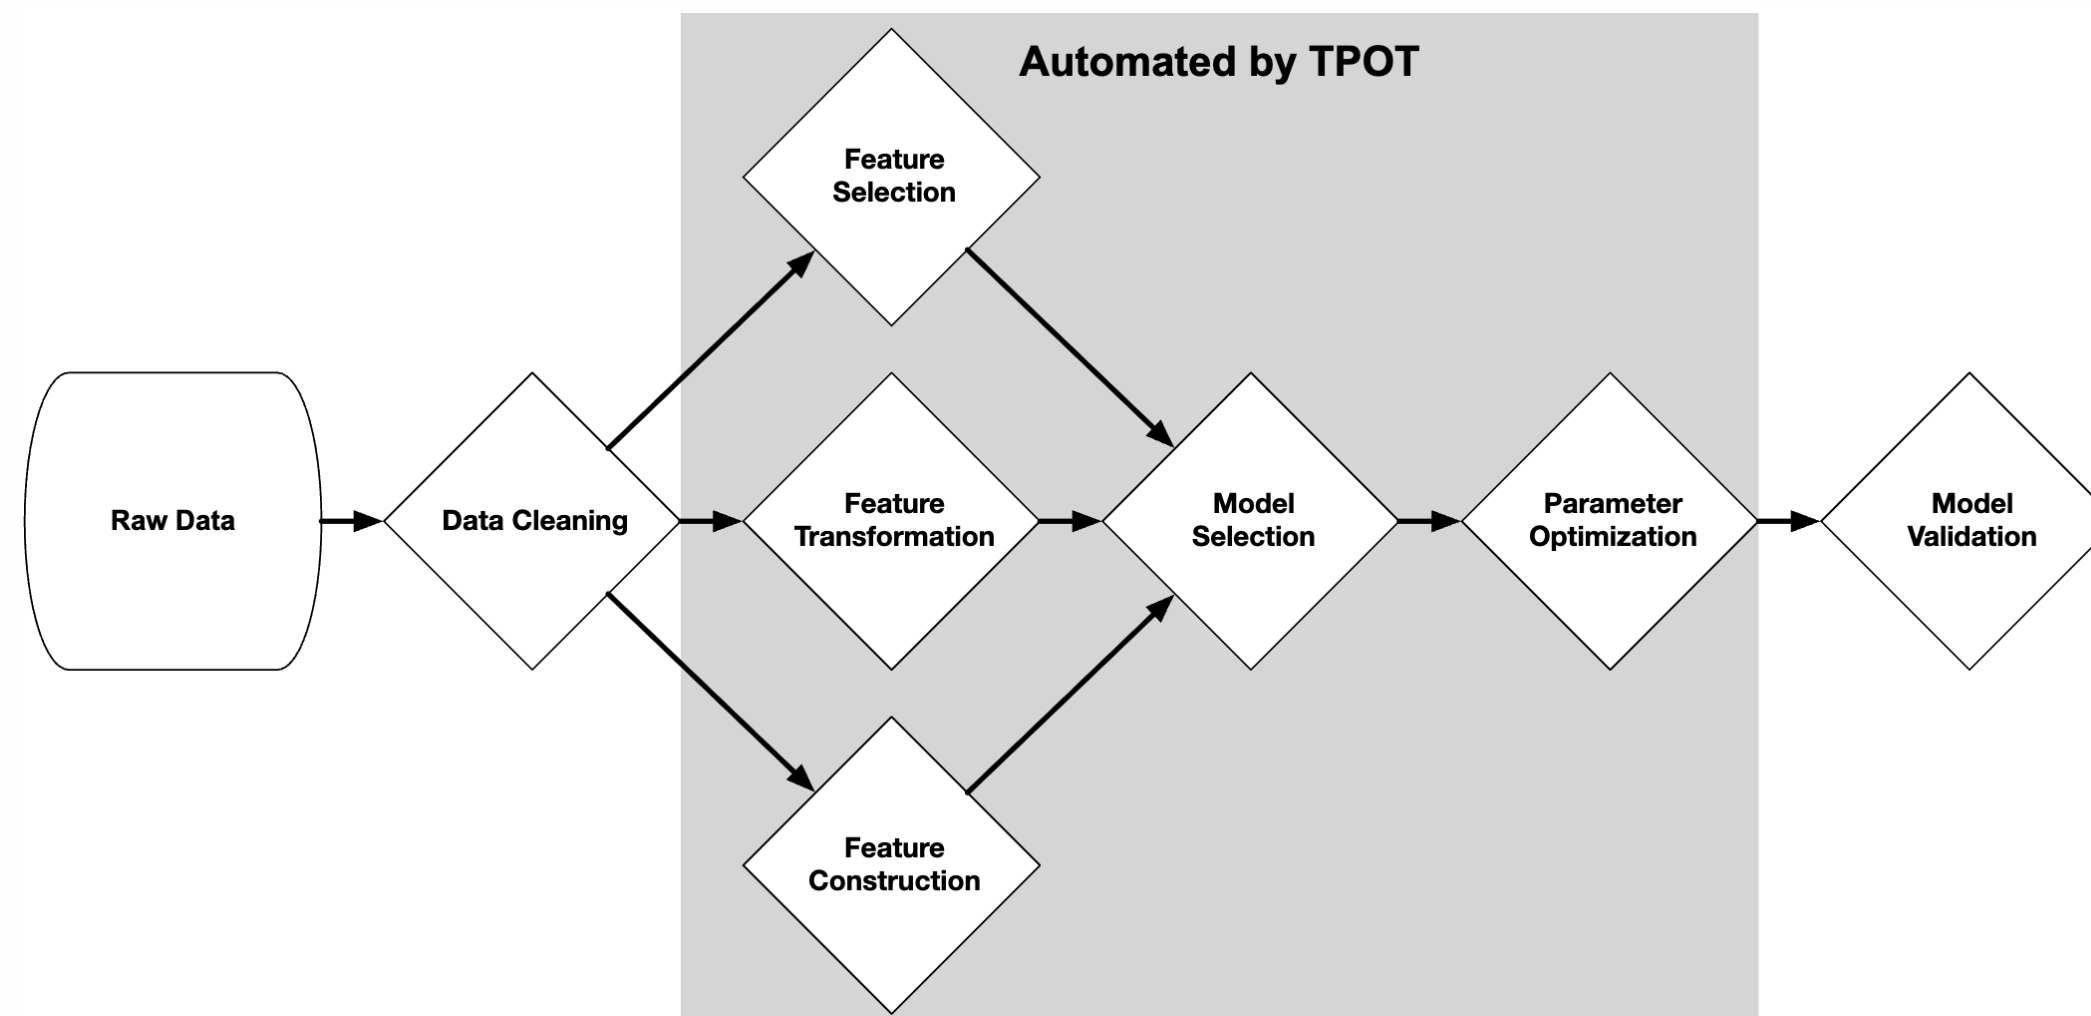 Automated by TPOT
Raw Data
Data Cleaning
Feature
Selection
Feature
Transformation
Feature
Construction
Model
Selection
Parameter
Optimization
Model
Validation